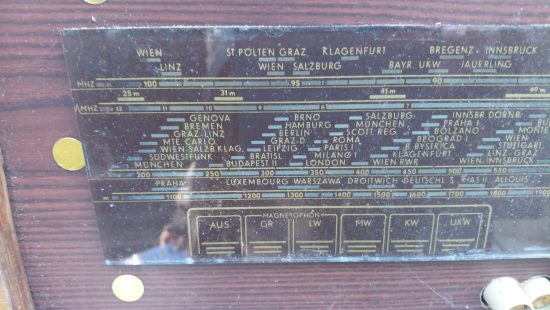 WIEN ST.PÖLTEN GRAZ KLAGENFURT BREGENZ. INNSBRUCK
LINZ WIEN SALZBURG BAYR. UKW JAUERLING
MHZ 100 95 90
25 m 31 m 41 m 49 m
MHZ
GENOVA BRNO SALZBURG INNSBR. DORNB.
BREMEN HAMBURG MÜNCHEN PRAHA I. BU
GRAZ-LINZ BERLIN SCOTT. REG. BOLZANO MONTE
MTE. CARLO GRAZ-D ROMA BEOGRAD I WIEN
WIEN-SALZB.KLAG. LEIPZIG PARIS I B. BYSTRICA STUTTGART
SÜDWESTFUNK BRATISL. MILANO I KLAGENFURT LINZ GRAZ
MÜNCHEN BUDAPEST II LONDON WIEN RWR WIEN-INNSBRUCK
200 250 300 350 400 450 500 550
PRAHA LUXEMBOURG WARSZAWA DROITWICH DEUTSCHL. S. RIAS II ALLOUIS
m 1100 1200 1300 1400 1500 1600 1700 1800 1900
MAGNETOPHON
AUS GR LW MW KW UKW